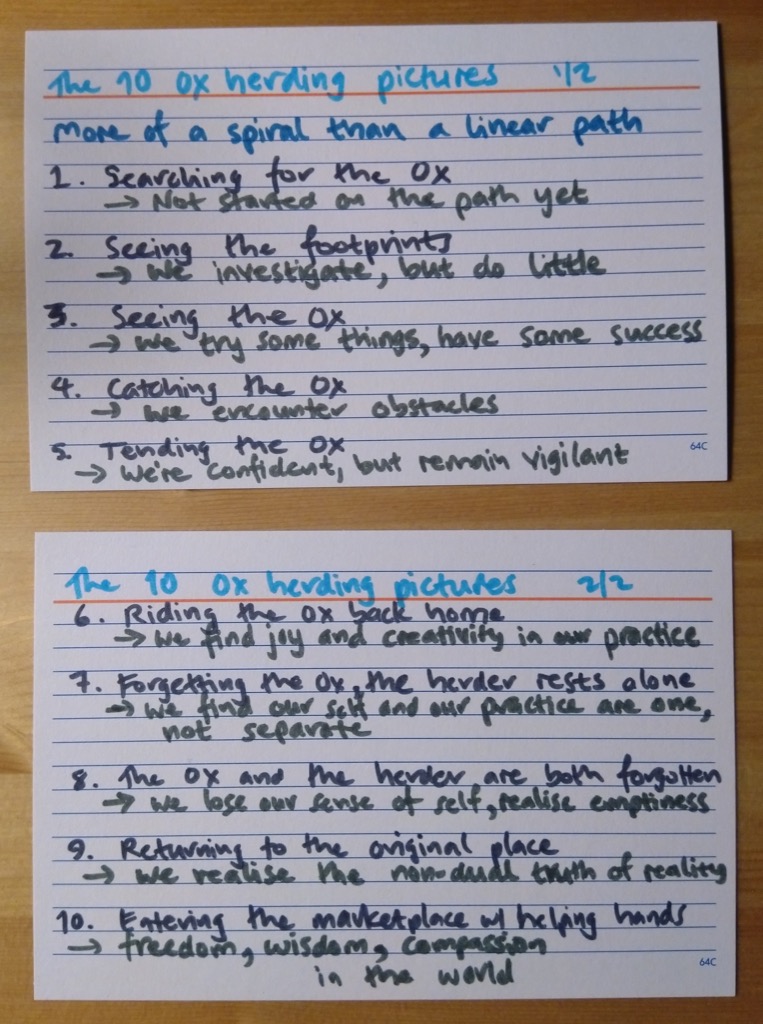 The 10 Ox herding pictures 1/2
More of a spiral than a linear path
1. Searching for the Ox
→ Not started on the path yet
2. Seeing the footprints
→ We investigate, but do little
3. Seeing the Ox
→ We try some things, have some success
4. Catching the Ox
→ We encounter obstacles
5. Tending the Ox
→ We're confident, but remain vigilant
64C
The 10 Ox herding pictures 2/2
6. Riding the Ox back home
→ We find joy and creativity in our practice
7. Forgetting the Ox, the herder rests alone
→ We find our self and our practice are one,
not separate
8. The Ox and the herder are both forgotten
→ We lose our sense of self, realise emptiness
9. Returning to the original place
→ We realise the non-dual truth of reality
10. Entering the marketplace w/ helping hands
→ freedom, wisdom, compassion
in the world
64C